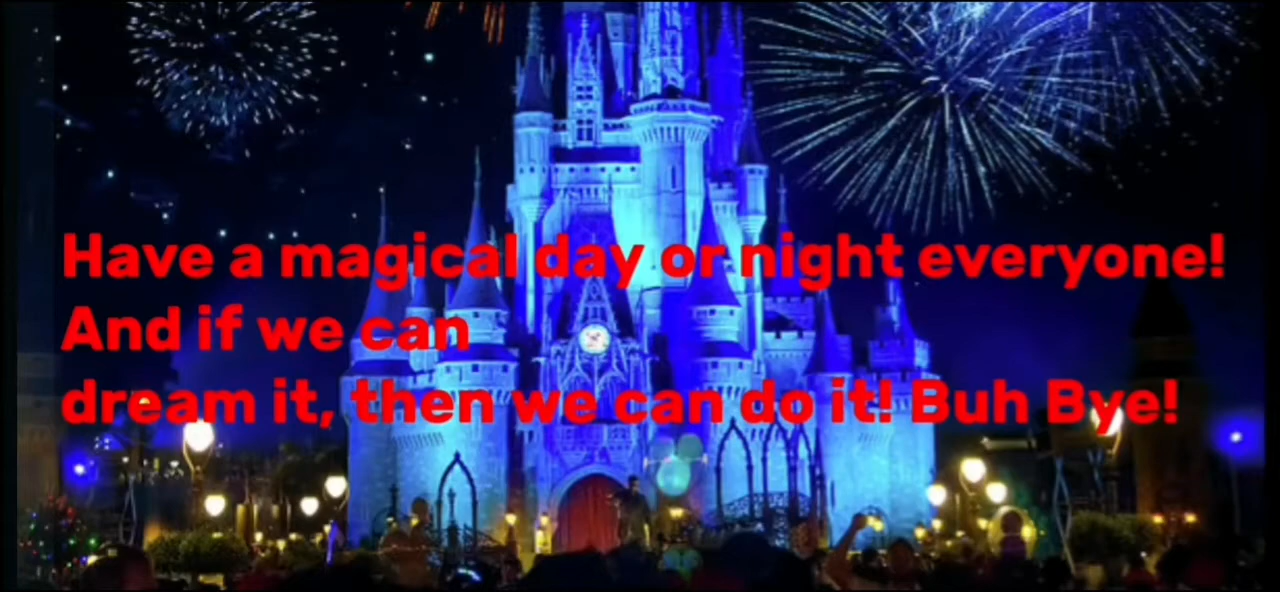 Have a magical day or night everyone!
And if we can
dream it, then we can do it! Buh Bye!